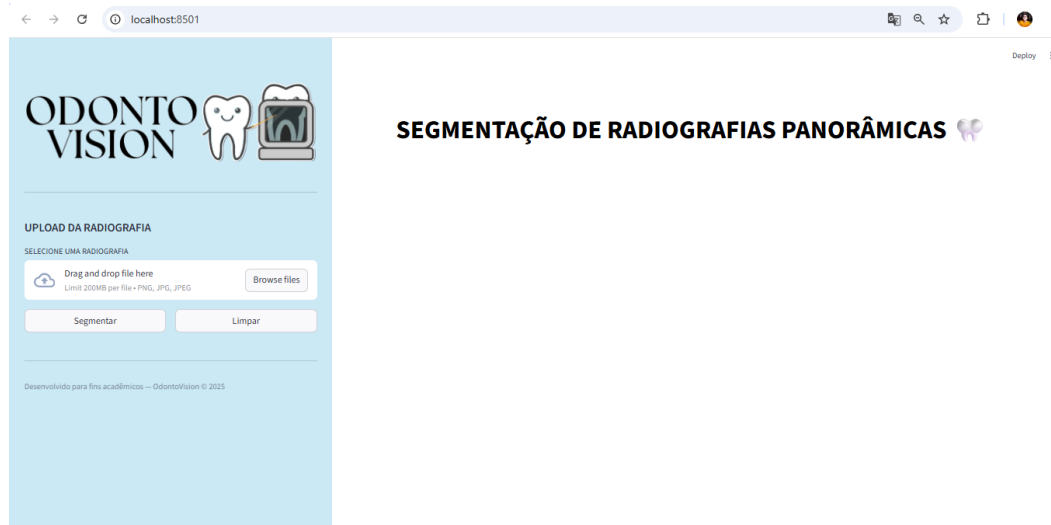 localhost:8501
Deploy
ODONTO
VISION
SEGMENTAÇÃO DE RADIOGRAFIAS PANORÂMICAS
UPLOAD DA RADIOGRAFIA
SELECIONE UMA RADIOGRAFIA
Drag and drop file here
Limit 200MB per file • PNG, JPG, JPEG
Browse files
Segmentar
Limpar
Desenvolvido para fins acadêmicos — OdontoVision © 2025